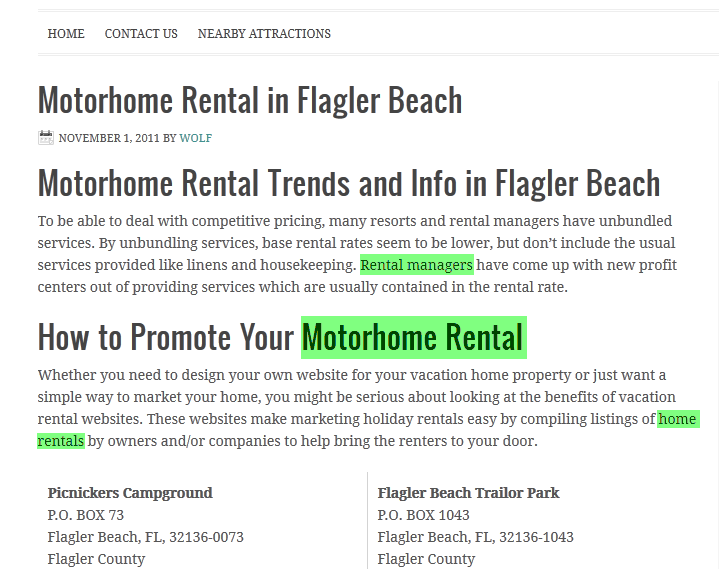 HOME CONTACT US NEARBY ATTRACTIONS
Motorhome Rental in Flagler Beach
NOVEMBER 1, 2011 BY WOLF
Motorhome Rental Trends and Info in Flagler Beach
To be able to deal with competitive pricing, many resorts and rental managers have unbundled
services. By unbundling services, base rental rates seem to be lower, but don’t include the usual
services provided like linens and housekeeping. Rental managers have come up with new profit
centers out of providing services which are usually contained in the rental rate.
How to Promote Your Motorhome Rental
Whether you need to design your own website for your vacation home property or just want a
simple way to market your home, you might be serious about looking at the benefits of vacation
rental websites. These websites make marketing holiday rentals easy by compiling listings of home
rentals by owners and/or companies to help bring the renters to your door.
Picnickers Campground
P.O. BOX 73
Flagler Beach, FL, 32136-0073
Flagler County
Flagler Beach Trailor Park
P.O. BOX 1043
Flagler Beach, FL, 32136-1043
Flagler County